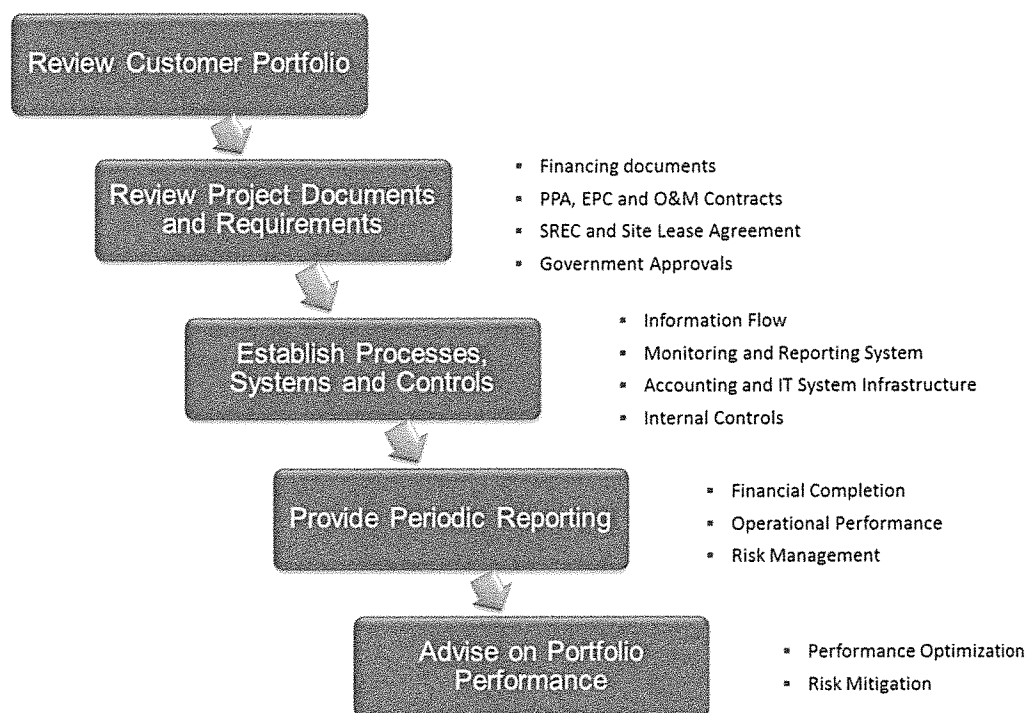 Review Customer Portfolio
Review Project Documents
and Requirements
▪ Financing documents
▪ PPA, EPC and O&M Contracts
▪ SREC and Site Lease Agreement
▪ Government Approvals
Establish Processes,
Systems and Controls
▪ Information Flow
▪ Monitoring and Reporting System
▪ Accounting and IT System Infrastructure
▪ Internal Controls
Provide Periodic Reporting
▪ Financial Completion
▪ Operational Performance
▪ Risk Management
Advise on Portfolio
Performance
▪ Performance Optimization
▪ Risk Mitigation